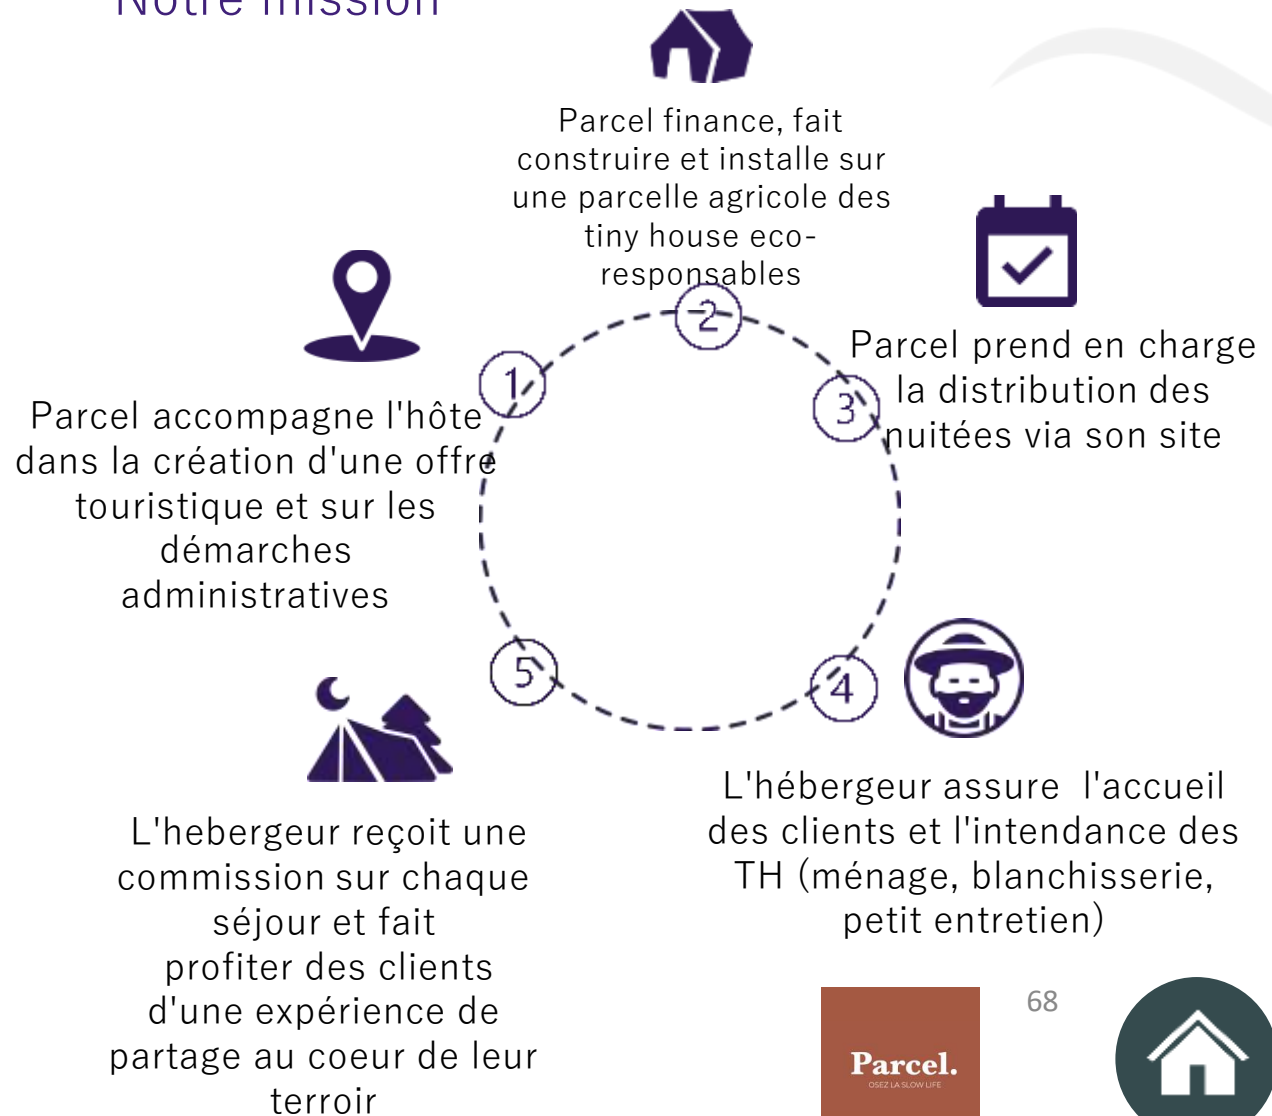 Notre mission
Parcel finance, fait
construire et installe sur
une parcelle agricole des
tiny house eco-
responsables
2
1
Parcel accompagne l'hôte
dans la création d'une offre
touristique et sur les
démarches
administratives
3
Parcel prend en charge
la distribution des
nuitées via son site
5
L'hebergeur reçoit une
commission sur chaque
séjour et fait
profiter des clients
d'une expérience de
partage au coeur de leur
terroir
4
L'hébergeur assure  l'accueil
des clients et l'intendance des
TH (ménage, blanchisserie,
petit entretien)
Parcel.
OSEZ LA SLOW LIFE
68